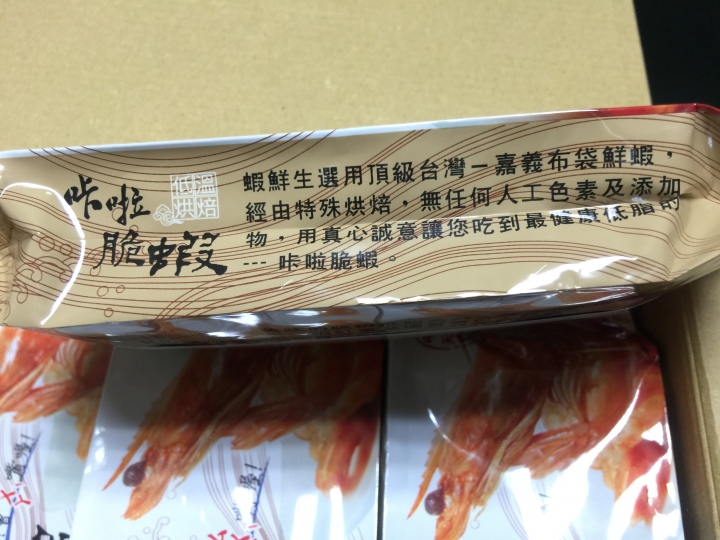 咔啦
脆蝦
低溫
烘焙
蝦鮮生選用頂級台灣－嘉義布袋鮮蝦，
經由特殊烘焙，無任何人工色素及添加
物，用真心誠意讓您吃到最健康低脂的
--- 咔啦脆蝦。